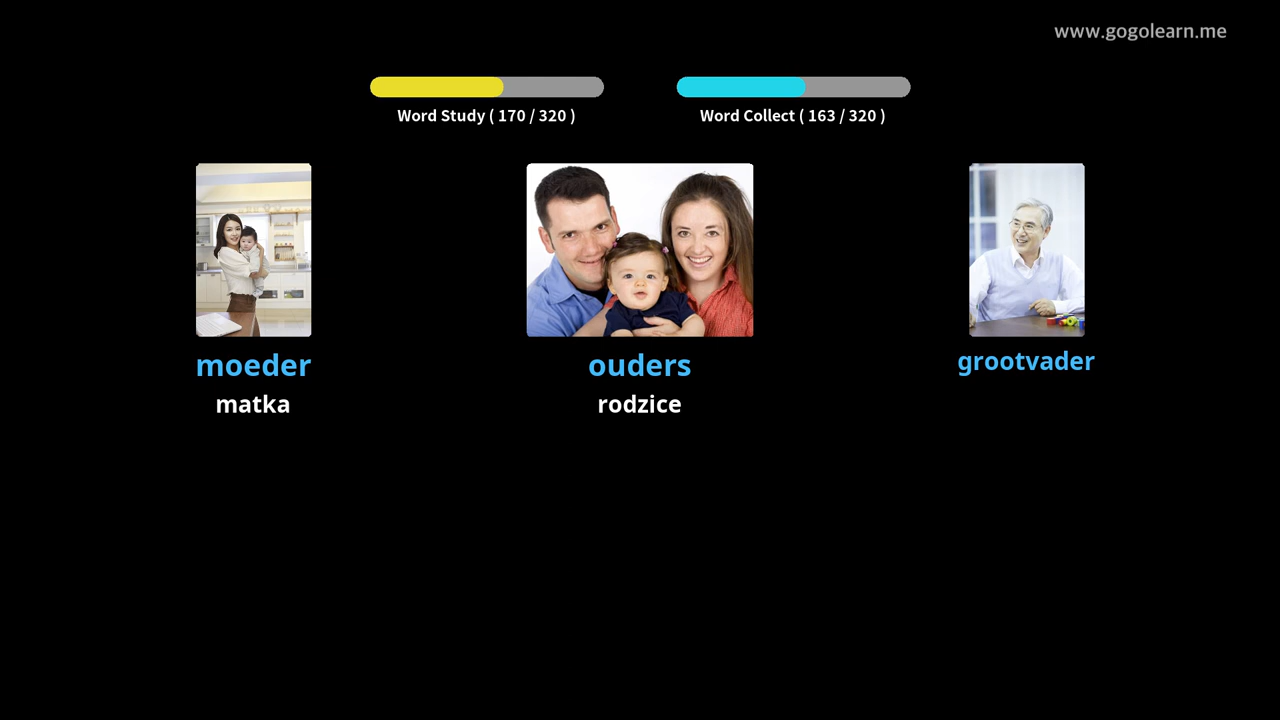 www.gogolearn.me
Word Study ( 170 / 320 )
Word Collect ( 163 / 320 )
moeder
matka
ouders
rodzice
grootvader